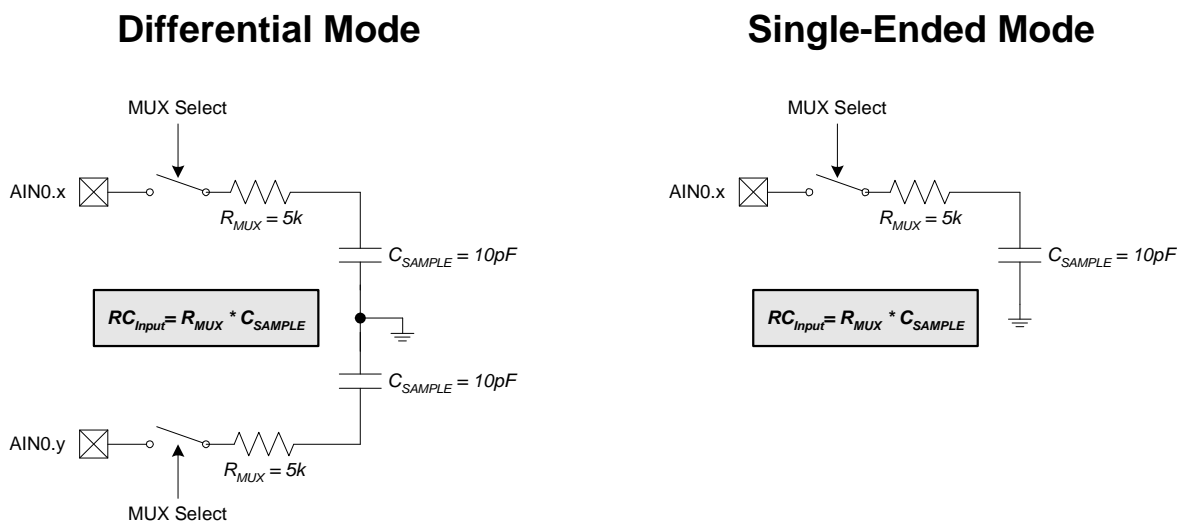 Differential Mode
MUX Select
AIN0.x
R_MUX = 5k
C_SAMPLE = 10pF
RC_Input= R_MUX * C_SAMPLE
C_SAMPLE = 10pF
AIN0.y
R_MUX = 5k
MUX Select
Single-Ended Mode
MUX Select
AIN0.x
R_MUX = 5k
C_SAMPLE = 10pF
RC_Input= R_MUX * C_SAMPLE